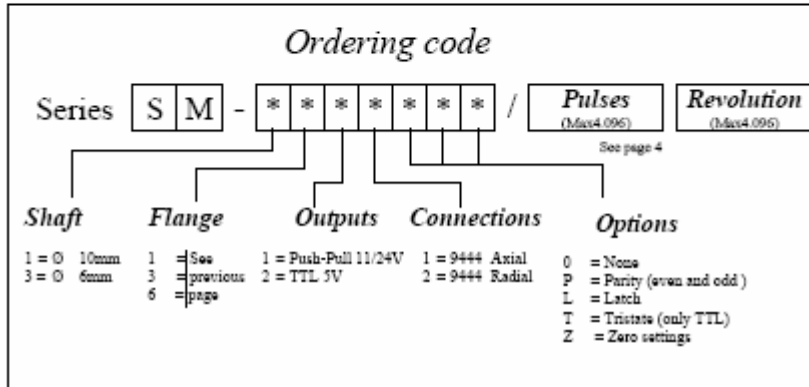 Ordering code
Series S M - * * * * * * * / Pulses (Max4.096) Revolution (Max4.096)
See page 4
Shaft
1 = O 10mm
3 = O 6mm
Flange
1 = See
3 = previous
6 = page
Outputs
1 = Push-Pull 11/24V
2 = TTL 5V
Connections
1 = 9444 Axial
2 = 9444 Radial
Options
0 = None
P = Parity (even and odd )
L = Latch
T = Tristate (only TTL)
Z = Zero settings